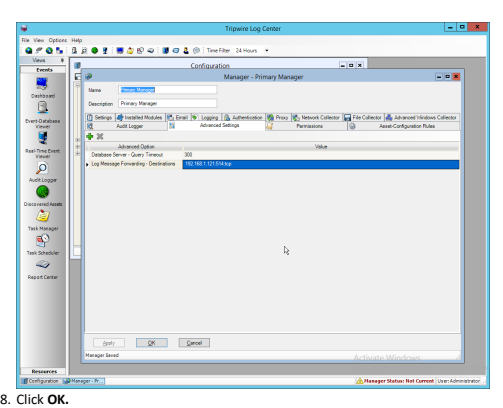 Tripwire Log Center
File View Options Help
Time Filter 24 Hours
Views
Events
Dashboard
Event-Database Viewer
Real-Time Event Viewer
Audit Logger
Discovered Assets
Task Manager
Task Scheduler
Report Center
Resources
Configuration
Manager - Primary Manager
Name Primary Manager
Description Primary Manager
Settings Installed Modules Email Logging Authentication Proxy Network Collector File Collector Advanced Windows Collector
Audit Logger Advanced Settings Permissions Asset-Configuration Rules
Advanced Option Value
Database Server - Query Timeout 300
Log Message Forwarding - Destinations 192.168.1.121:514:tcp
Apply OK Cancel
Manager Saved
Activate Windows
Configuration Manager - Pr...
Manager Status: Not Current User: Administrator
8. Click OK.